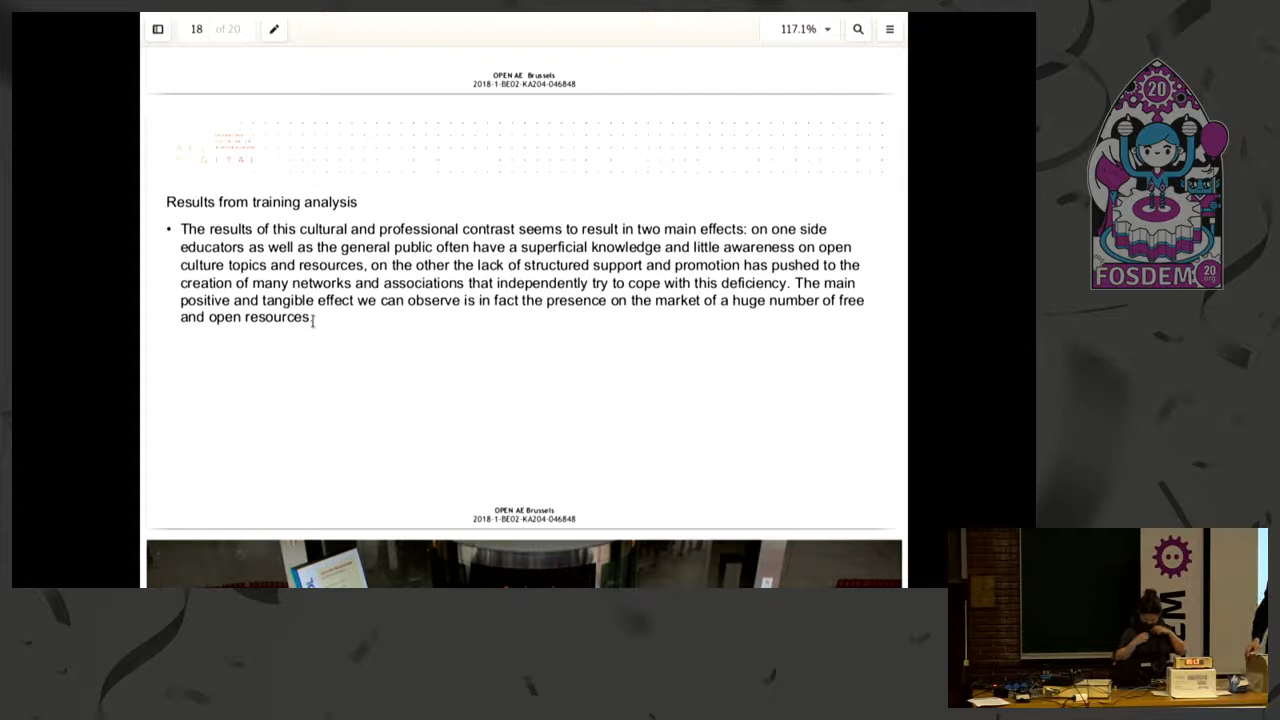 18 of 20
117.1%
OPEN AE Brussels
2018-1-BE02-KA204-046848
Results from training analysis
• The results of this cultural and professional contrast seems to result in two main effects: on one side
educators as well as the general public often have a superficial knowledge and little awareness on open
culture topics and resources, on the other the lack of structured support and promotion has pushed to the
creation of many networks and associations that independently try to cope with this deficiency. The main
positive and tangible effect we can observe is in fact the presence on the market of a huge number of free
and open resources.
OPEN AE Brussels
2018-1-BE02-KA204-046848
20
FOSDEM 20
.org